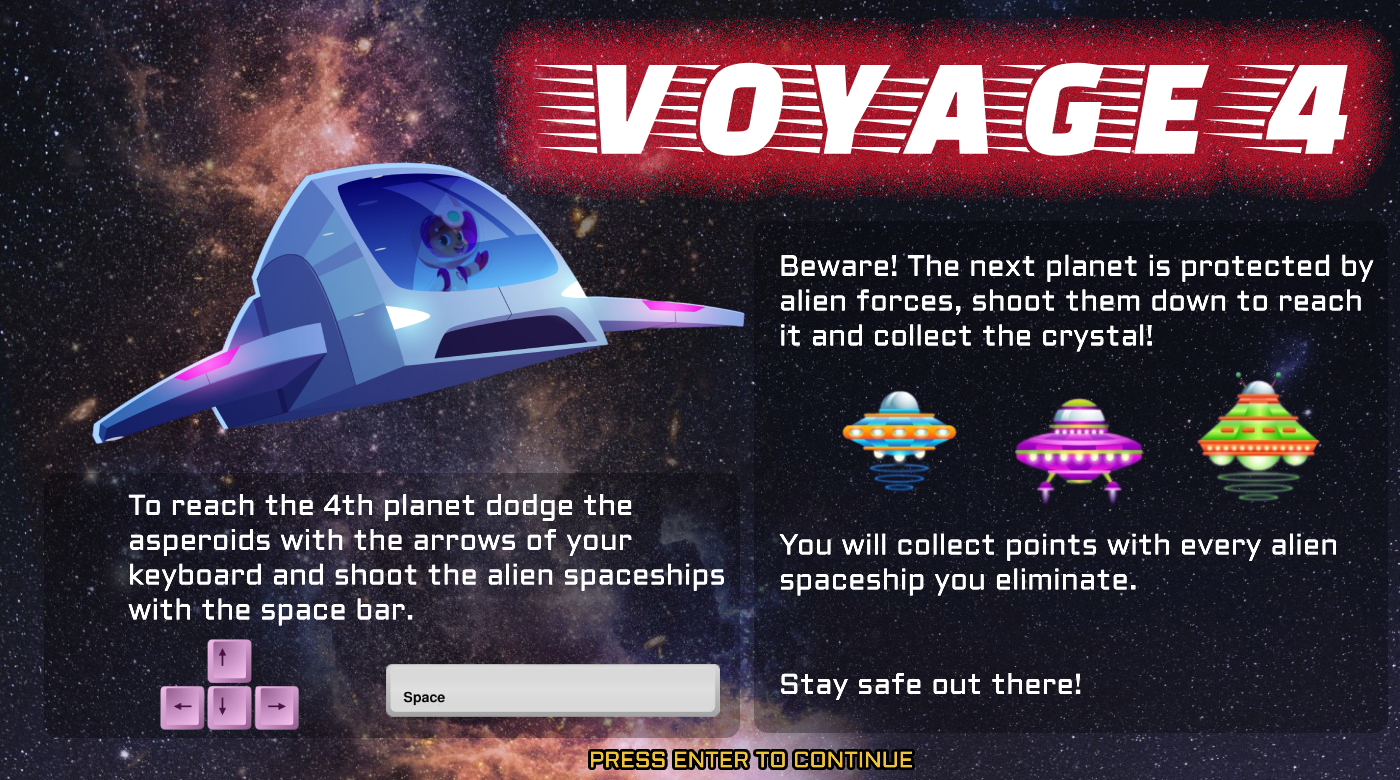 VOYAGE 4
Beware! The next planet is protected by
alien forces, shoot them down to reach
it and collect the crystal!
You will collect points with every alien
spaceship you eliminate.
Stay safe out there!
To reach the 4th planet dodge the
asperoids with the arrows of your
keyboard and shoot the alien spaceships
with the space bar.
↑
← ↓ →
Space
PRESS ENTER TO CONTINUE